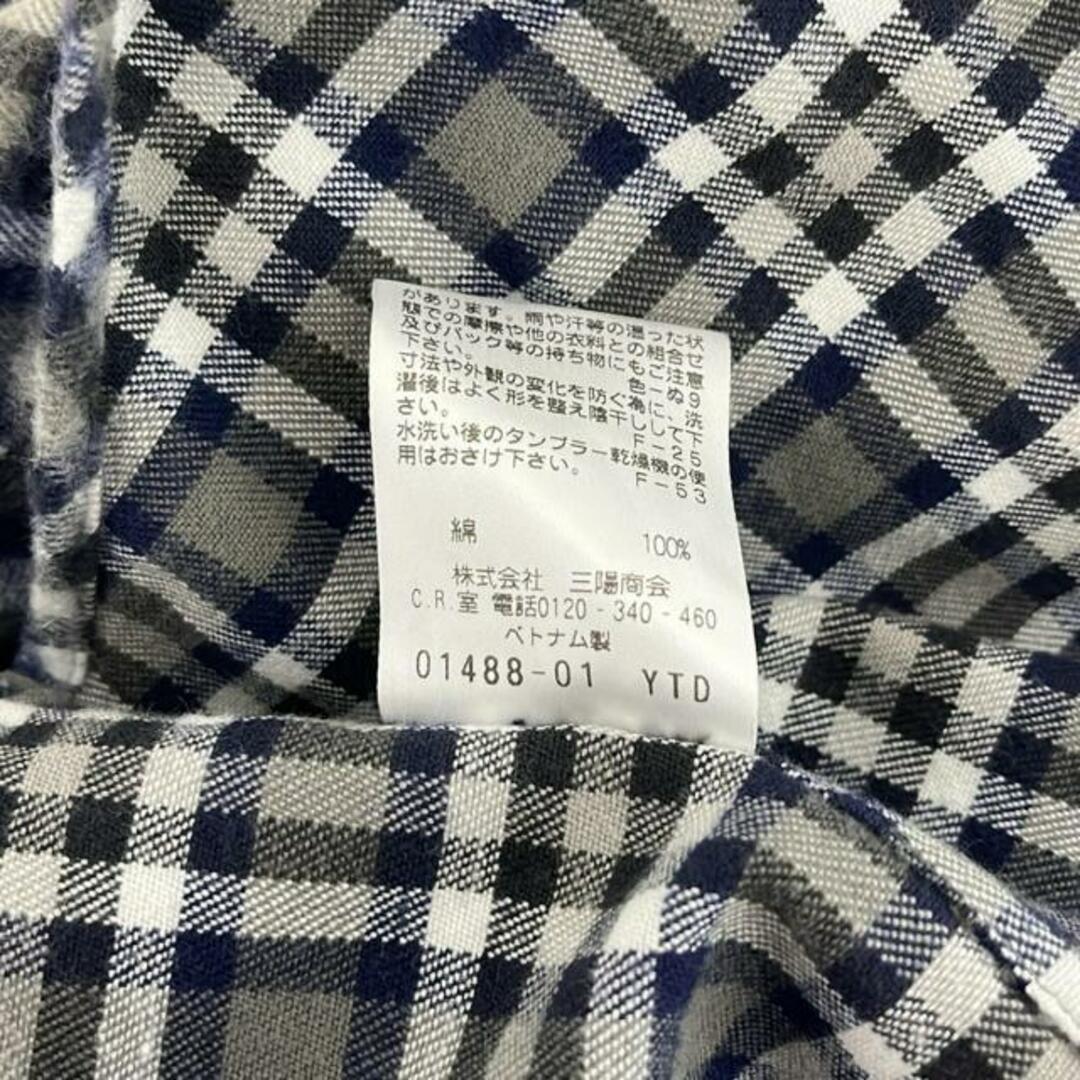 があります。雨や汗等の湿った状
態での摩擦や他の衣料との組合せ
及びバッグ等の持ち物にもご注意
下さい。 色ーぬ9
寸法や外観の変化を防ぐ為に、洗
濯後はよく形を整え陰干しして下
さい。 F-25
水洗い後のタンブラー乾燥機の使
用はおさけ下さい。 F-53
綿 100%
株式会社 三陽商会
C.R.室 電話0120-340-460
ベトナム製
01488-01 YTD